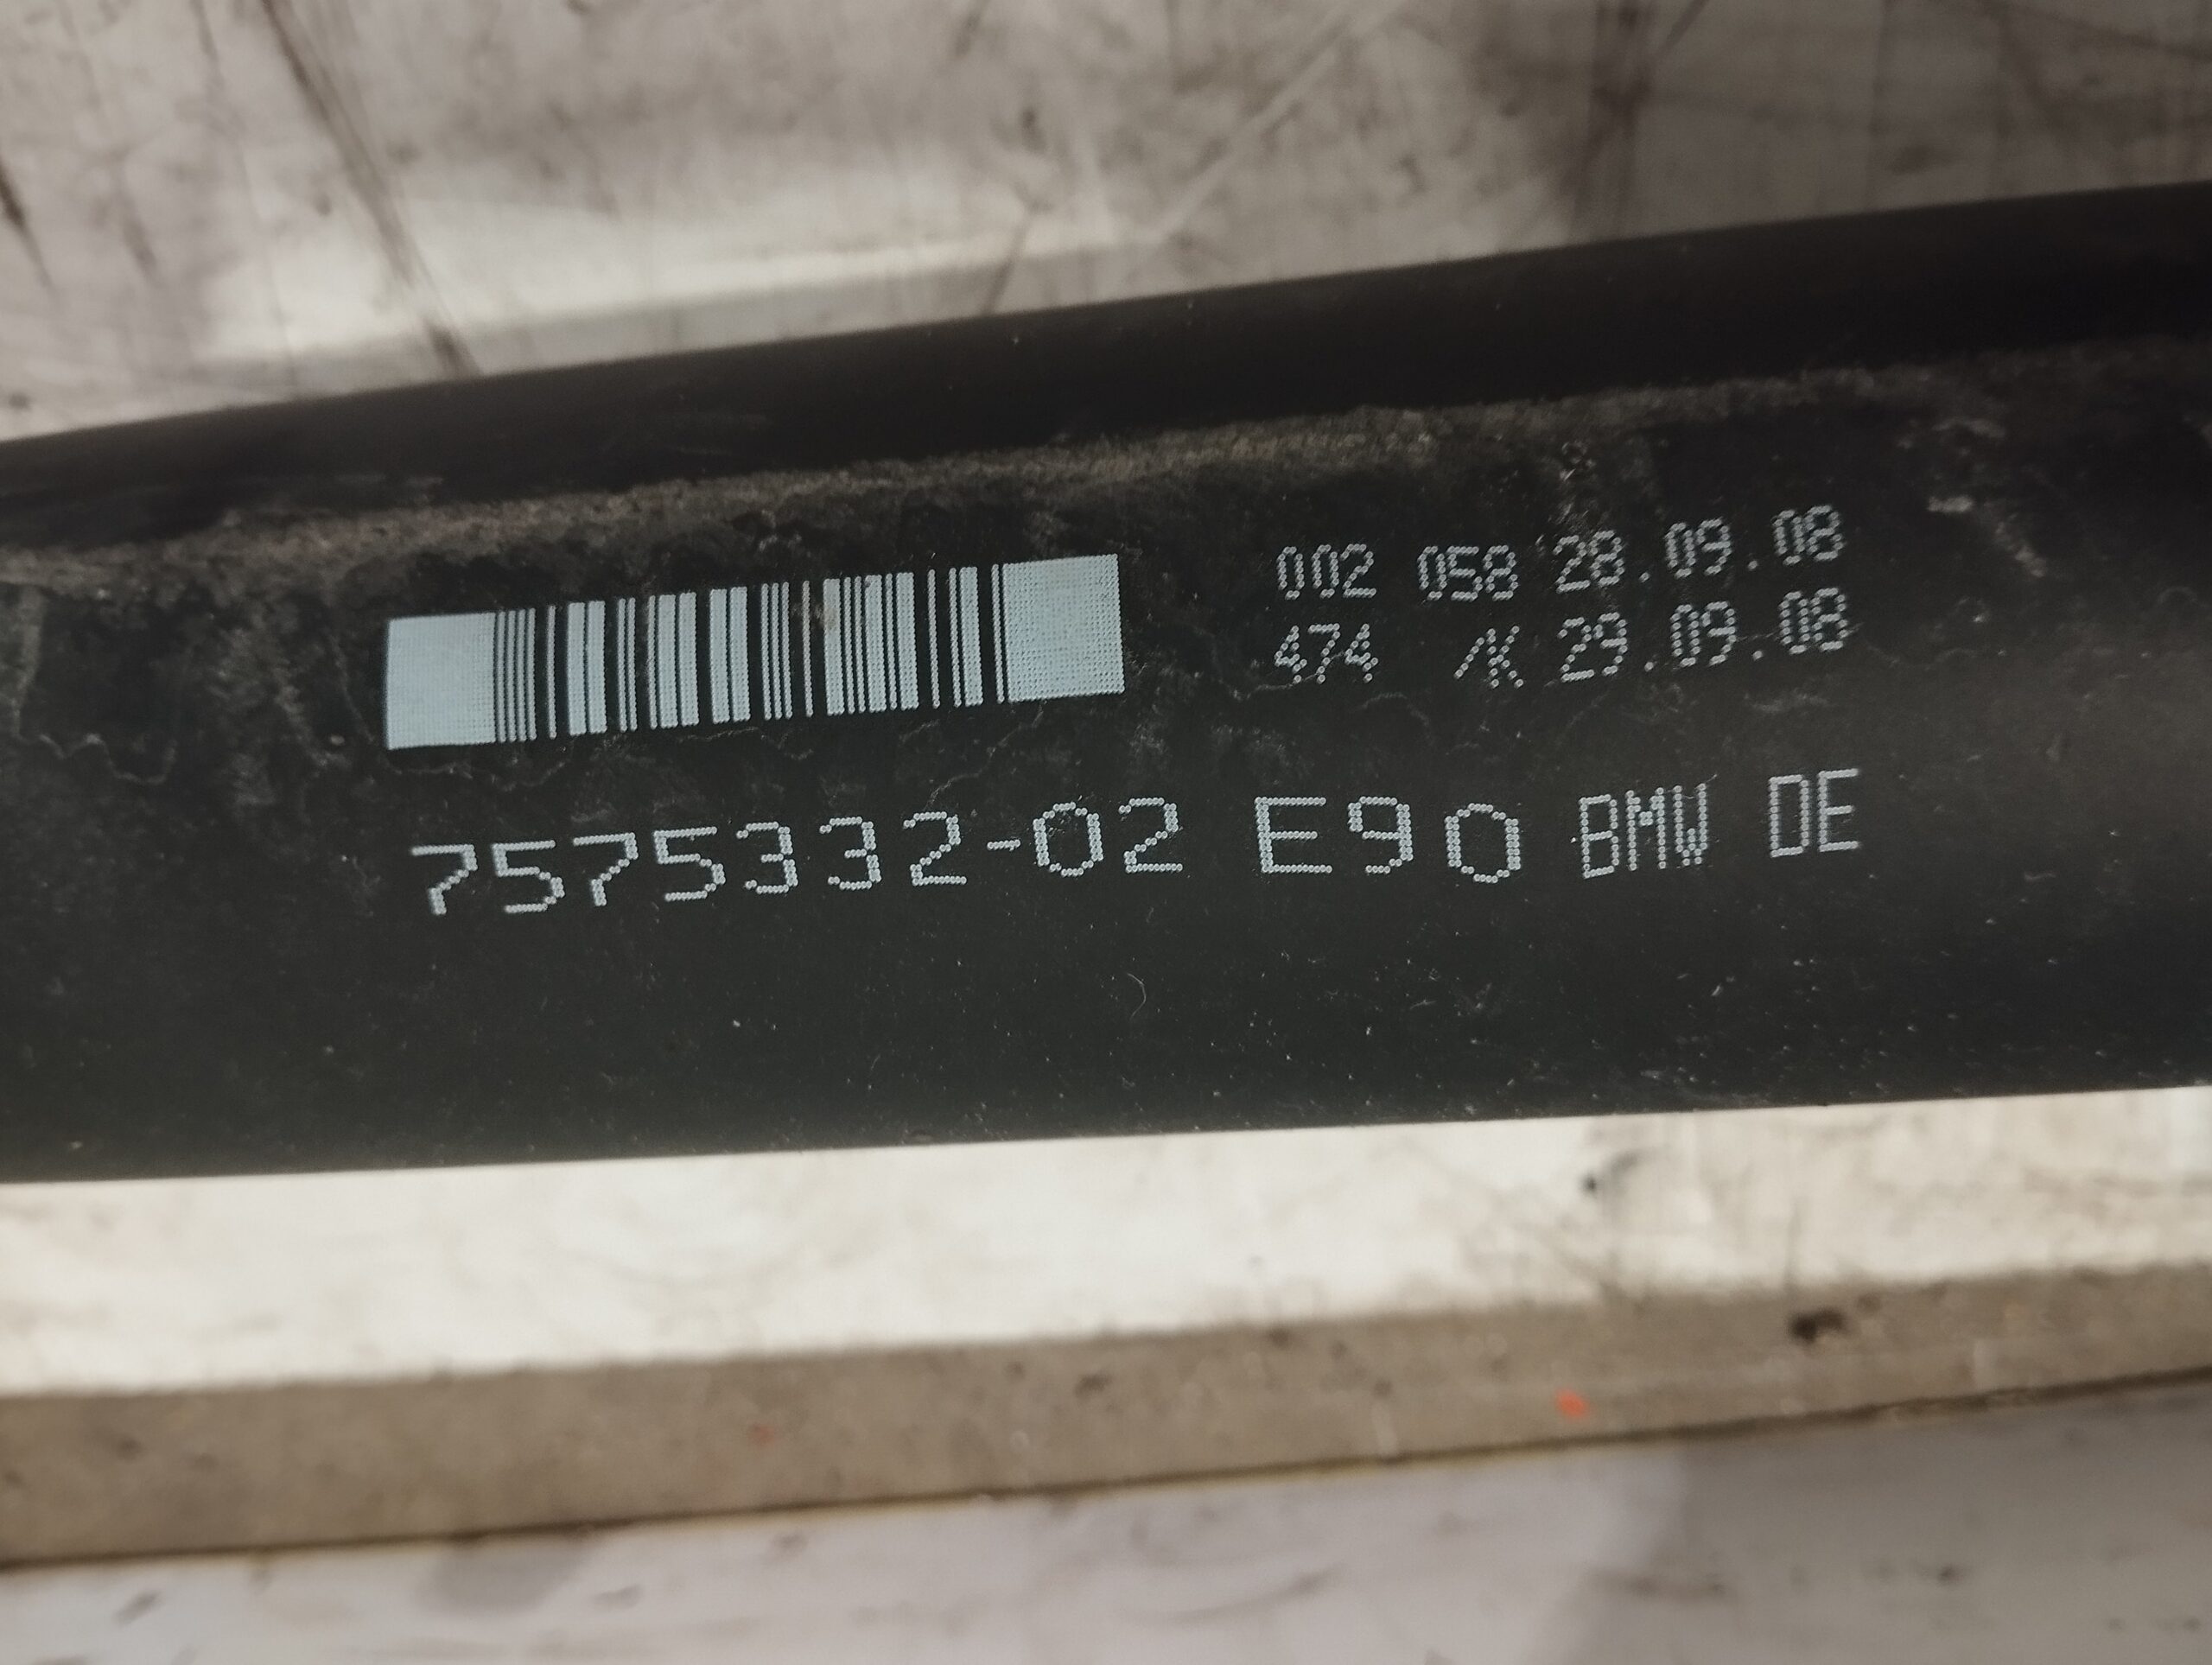 002 058 28.09.08
474 /K 29.09.08
7575332-02 E90 BMW DE